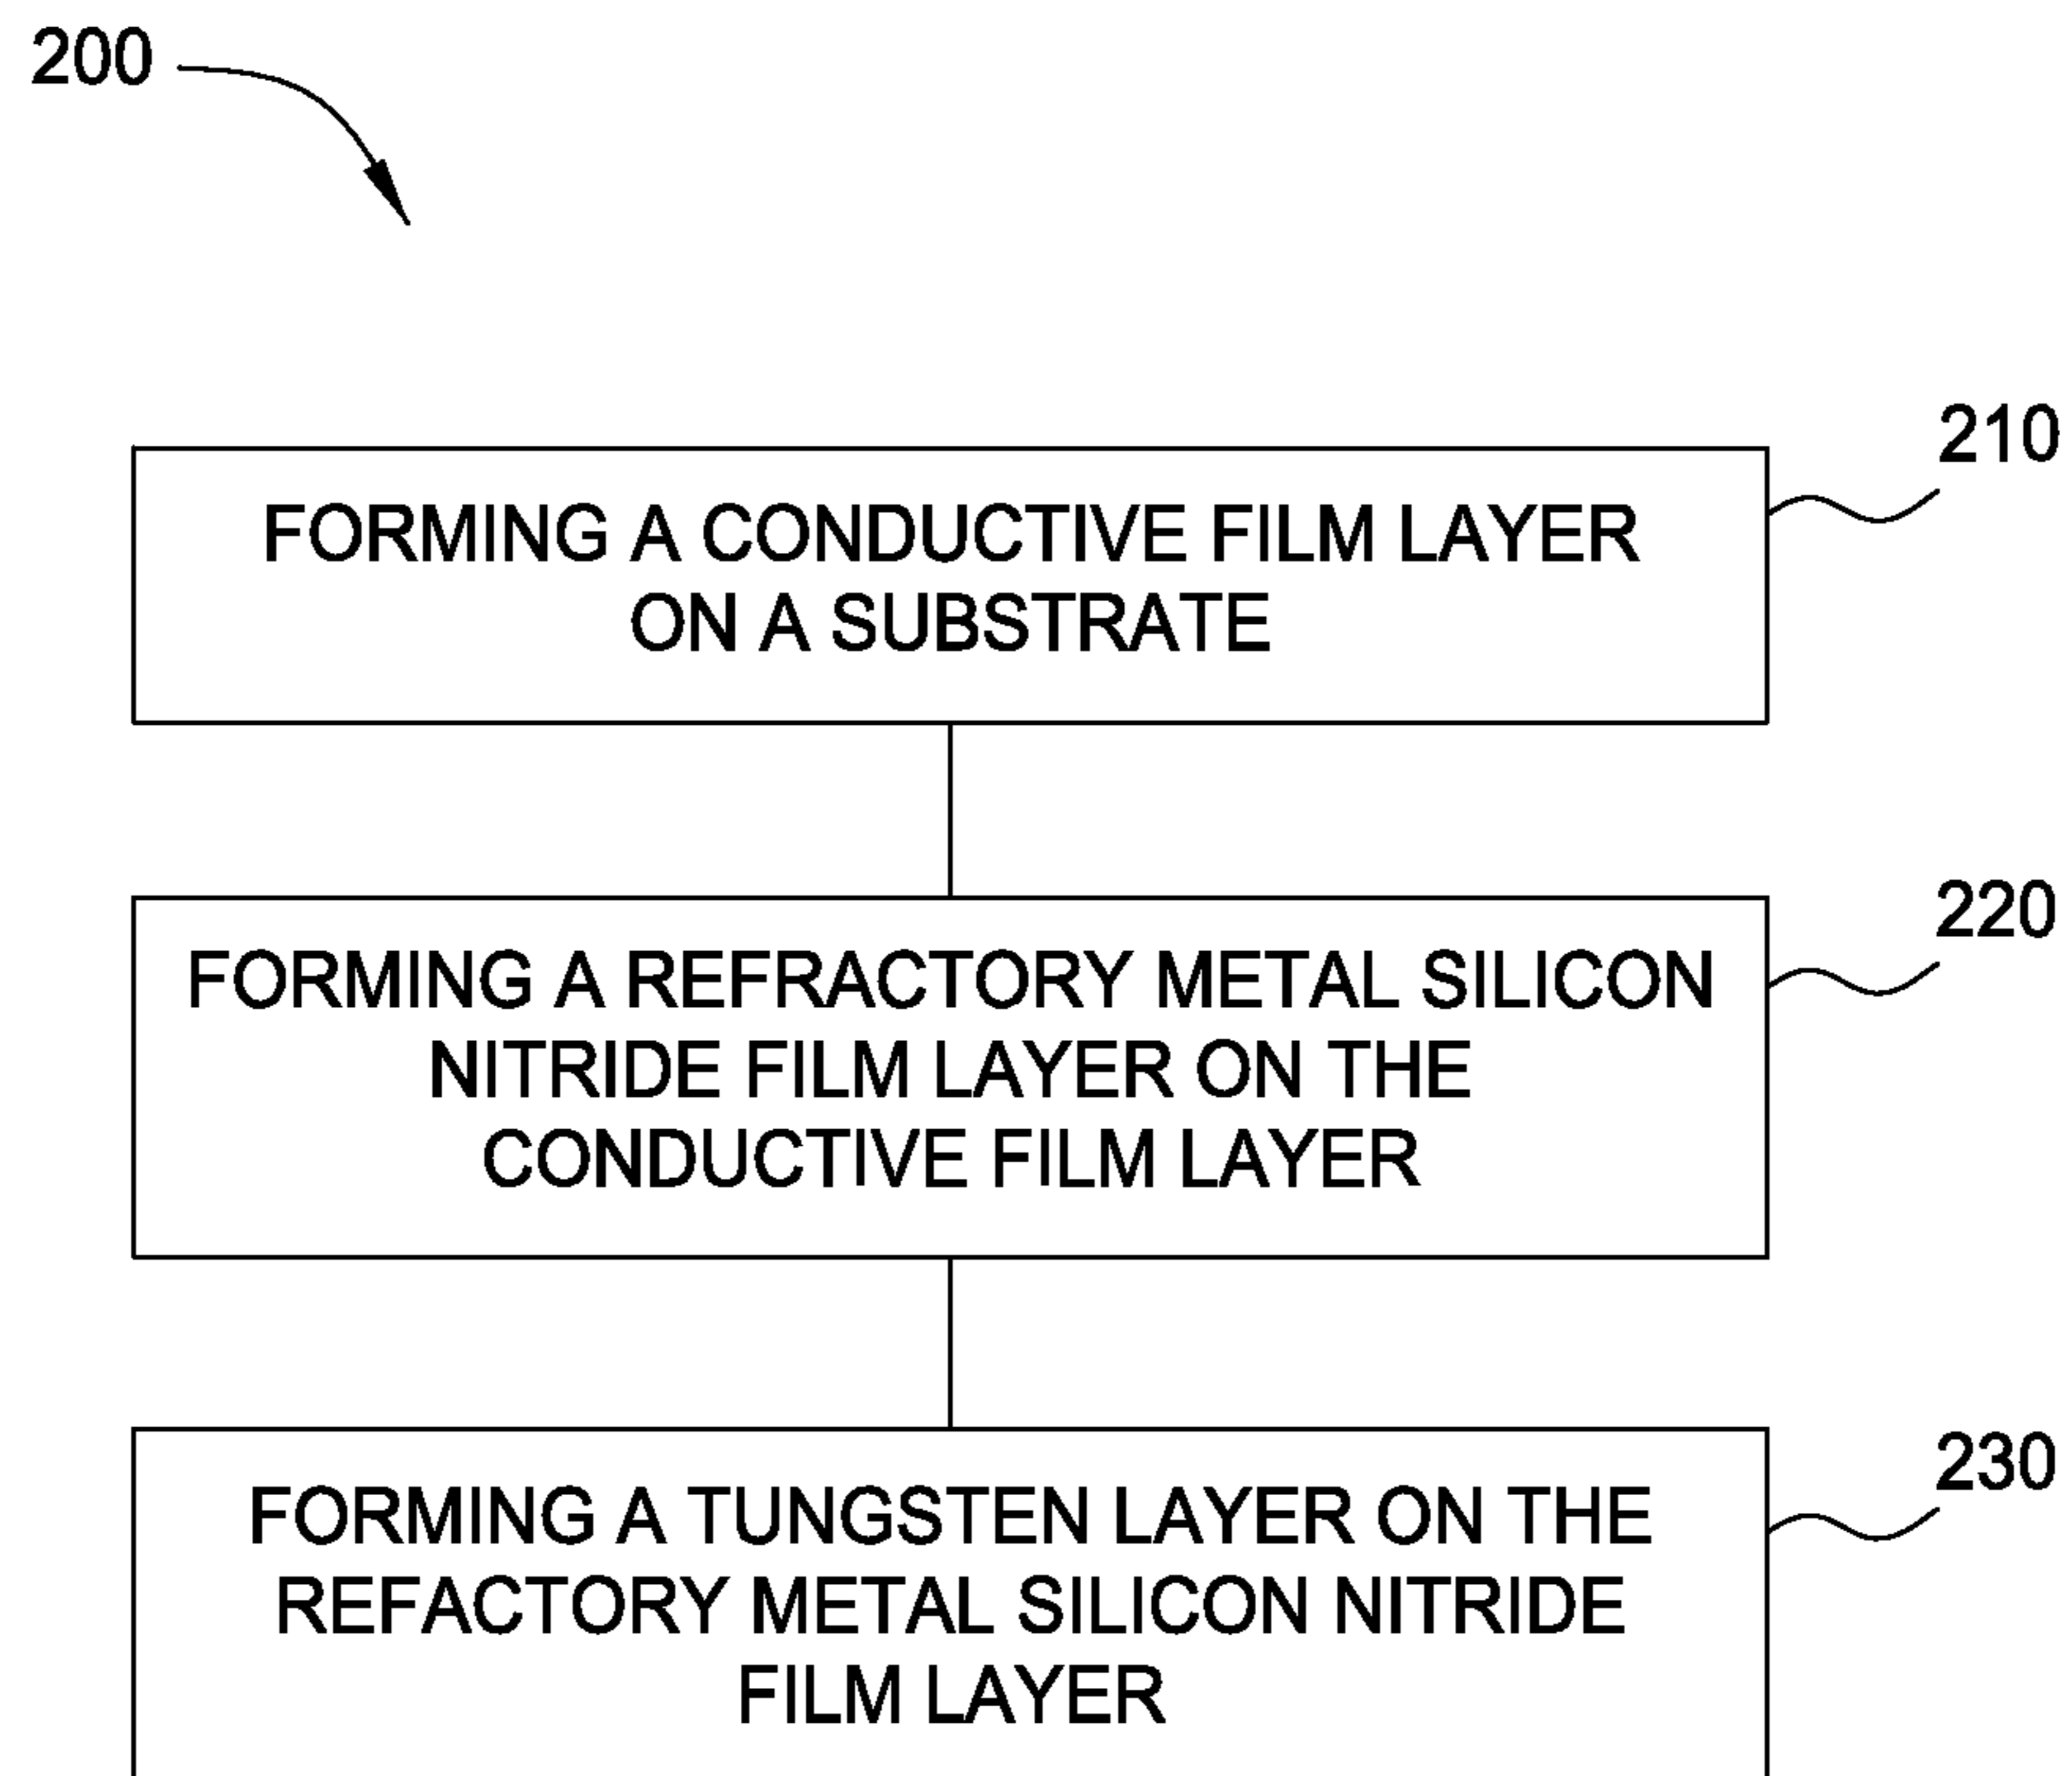 200
210
FORMING A CONDUCTIVE FILM LAYER
ON A SUBSTRATE
220
FORMING A REFRACTORY METAL SILICON
NITRIDE FILM LAYER ON THE
CONDUCTIVE FILM LAYER
230
FORMING A TUNGSTEN LAYER ON THE
REFACTORY METAL SILICON NITRIDE
FILM LAYER